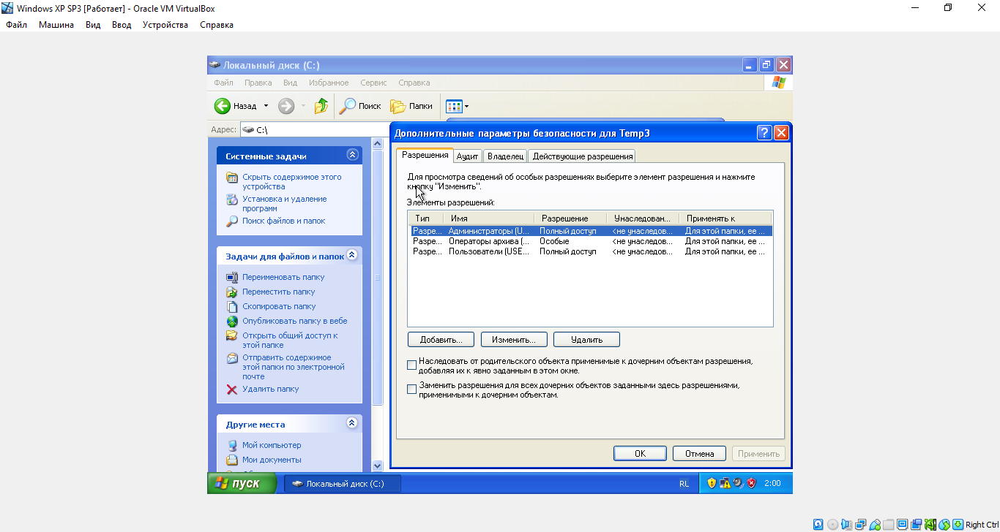 Windows XP SP3 [Работает] - Oracle VM VirtualBox
Файл Машина Вид Ввод Устройства Справка
Локальный диск (C:)
Файл Правка Вид Избранное Сервис Справка
Назад Поиск Папки
Адрес: C:\
Системные задачи
Скрыть содержимое этого
устройства
Установка и удаление
программ
Поиск файлов и папок
Задачи для файлов и папок
Переименовать папку
Переместить папку
Скопировать папку
Опубликовать папку в вебе
Открыть общий доступ к
этой папке
Отправить содержимое
этой папки по электронной
почте
Удалить папку
Другие места
Мой компьютер
Мои документы
Дополнительные параметры безопасности для Temp3
Разрешения Аудит Владелец Действующие разрешения
Для просмотра сведений об особых разрешениях выберите элемент разрешения и нажмите
кнопку "Изменить".
Элементы разрешений:
Тип Имя Разрешение Унаследован... Применять к
Разре... Администраторы (U... Полный доступ <не унаследов... Для этой папки, ее ...
Разре... Операторы архива (... Особые <не унаследов... Для этой папки, ее ...
Разре... Пользователи (USE... Полный доступ <не унаследов... Для этой папки, ее ...
Добавить... Изменить... Удалить
Наследовать от родительского объекта применимые к дочерним объектам разрешения,
добавляя их к явно заданным в этом окне.
Заменить разрешения для всех дочерних объектов заданными здесь разрешениями,
применимыми к дочерним объектам.
OK Отмена Применить
пуск Локальный диск (C:) RL 2:00
Right Ctrl